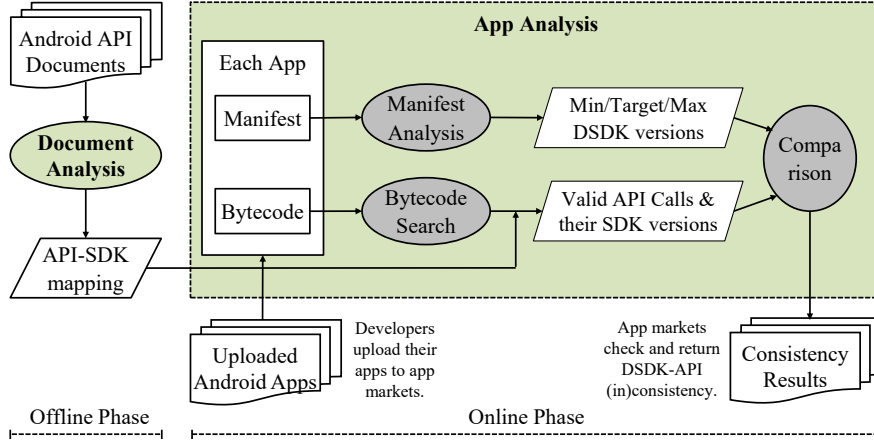 Android API
Documents
Document
Analysis
API-SDK
mapping
Offline Phase
App Analysis
Each App
Manifest
Bytecode
Manifest
Analysis
Bytecode
Search
Min/Target/Max
DSDK versions
Valid API Calls &
their SDK versions
Compa
rison
Uploaded
Android Apps
Developers
upload their
apps to app
markets.
App markets
check and return
DSDK-API
(in)consistency.
Consistency
Results
Online Phase